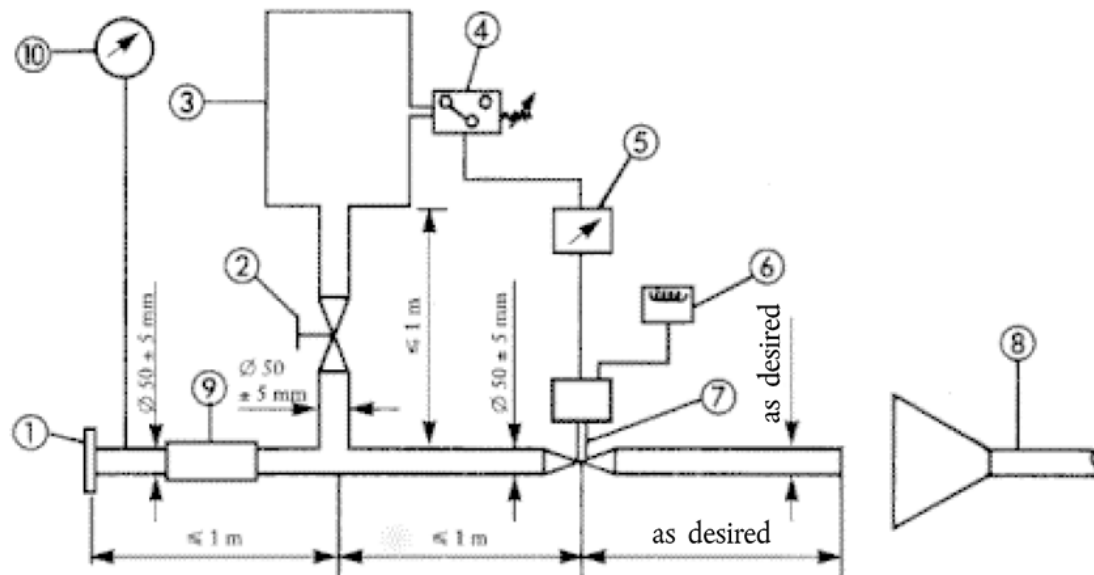 10
4
3
5
2
6
≤ 1 m
Ø 50 ± 5 mm
Ø 50 ± 5 mm
as desired
8
Ø 50
± 5 mm
9
7
1
≤ 1 m
≤ 1 m
as desired